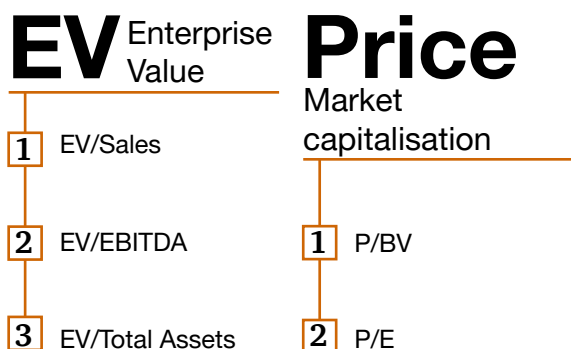 EV Enterprise
Value
1 EV/Sales
2 EV/EBITDA
3 EV/Total Assets
Price
Market
capitalisation
1 P/BV
2 P/E